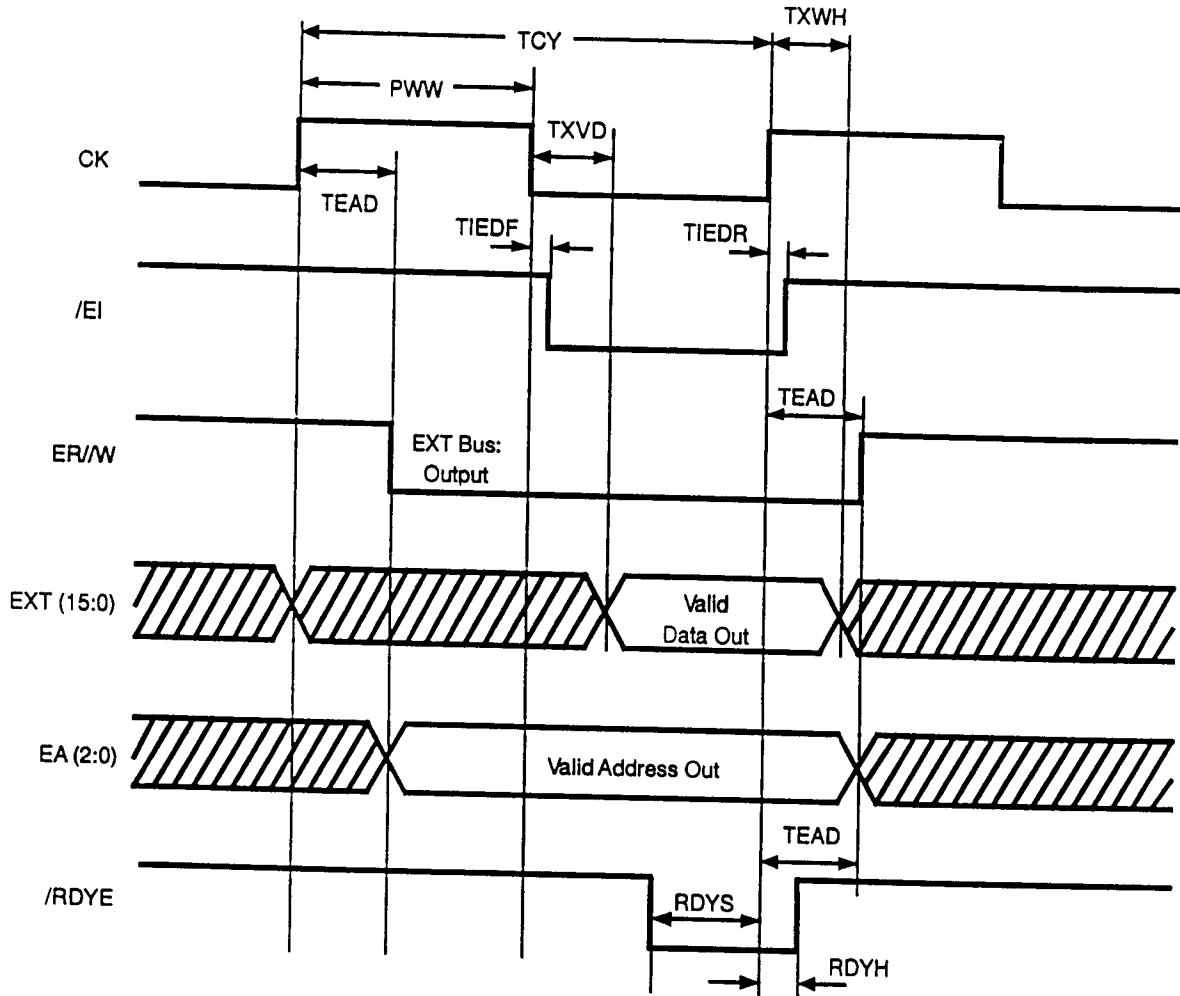 TXWH
TCY
PWW
TXVD
CK
TEAD
TIEDF
TIEDR
/EI
TEAD
ER//W
EXT Bus:
Output
EXT (15:0)
Valid
Data Out
EA (2:0)
Valid Address Out
TEAD
/RDYE
RDYS
RDYH